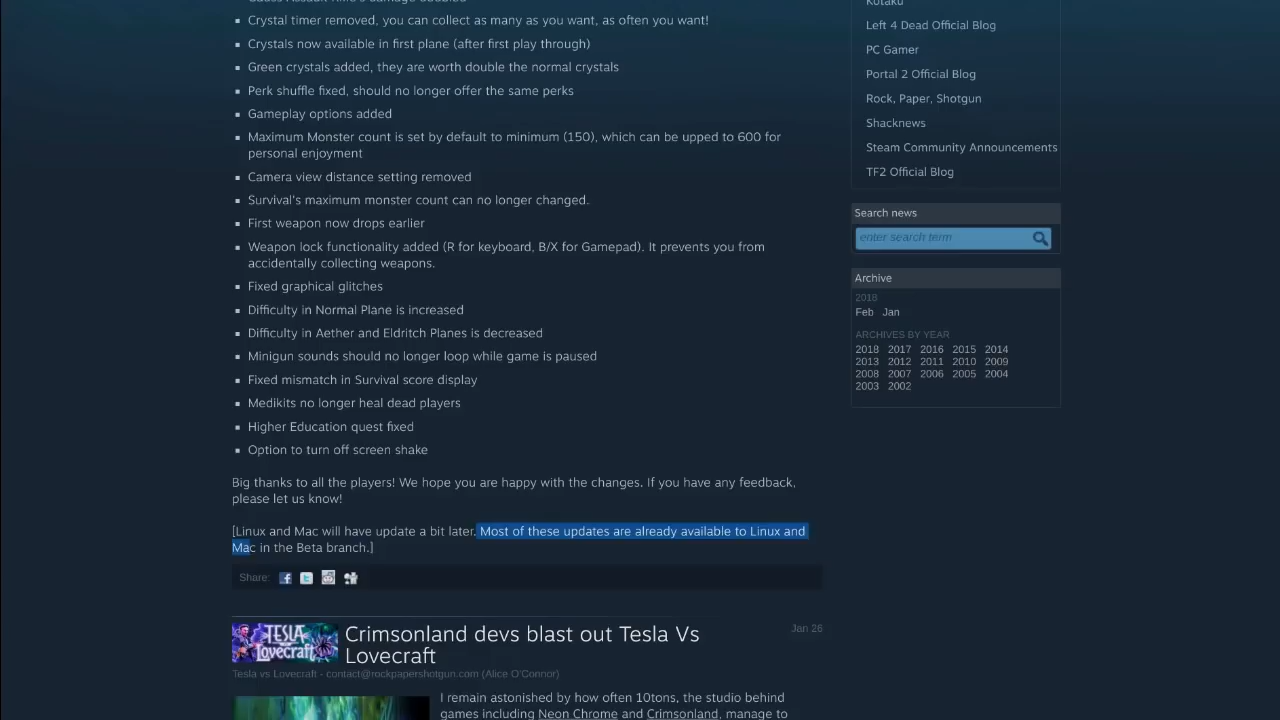 Crystal timer removed, you can collect as many as you want, as often you want!
Crystals now available in first plane (after first play through)
Green crystals added, they are worth double the normal crystals
Perk shuffle fixed, should no longer offer the same perks
Gameplay options added
Maximum Monster count is set by default to minimum (150), which can be upped to 600 for
personal enjoyment
Camera view distance setting removed
Survival's maximum monster count can no longer changed.
First weapon now drops earlier
Weapon lock functionality added (R for keyboard, B/X for Gamepad). It prevents you from
accidentally collecting weapons.
Fixed graphical glitches
Difficulty in Normal Plane is increased
Difficulty in Aether and Eldritch Planes is decreased
Minigun sounds should no longer loop while game is paused
Fixed mismatch in Survival score display
Medikits no longer heal dead players
Higher Education quest fixed
Option to turn off screen shake
Big thanks to all the players! We hope you are happy with the changes. If you have any feedback,
please let us know!
[Linux and Mac will have update a bit later. Most of these updates are already available to Linux and
Mac in the Beta branch.]
Share:
TESLA
vs
Lovecraft
Crimsonland devs blast out Tesla Vs
Lovecraft
Jan 26
Tesla vs Lovecraft - contact@rockpapershotgun.com (Alice O'Connor)
I remain astonished by how often 10tons, the studio behind
games including Neon Chrome and Crimsonland, manage to
Kotaku
Left 4 Dead Official Blog
PC Gamer
Portal 2 Official Blog
Rock, Paper, Shotgun
Shacknews
Steam Community Announcements
TF2 Official Blog
Search news
enter search term
Archive
2018
Feb Jan
ARCHIVES BY YEAR
2018 2017 2016 2015 2014
2013 2012 2011 2010 2009
2008 2007 2006 2005 2004
2003 2002